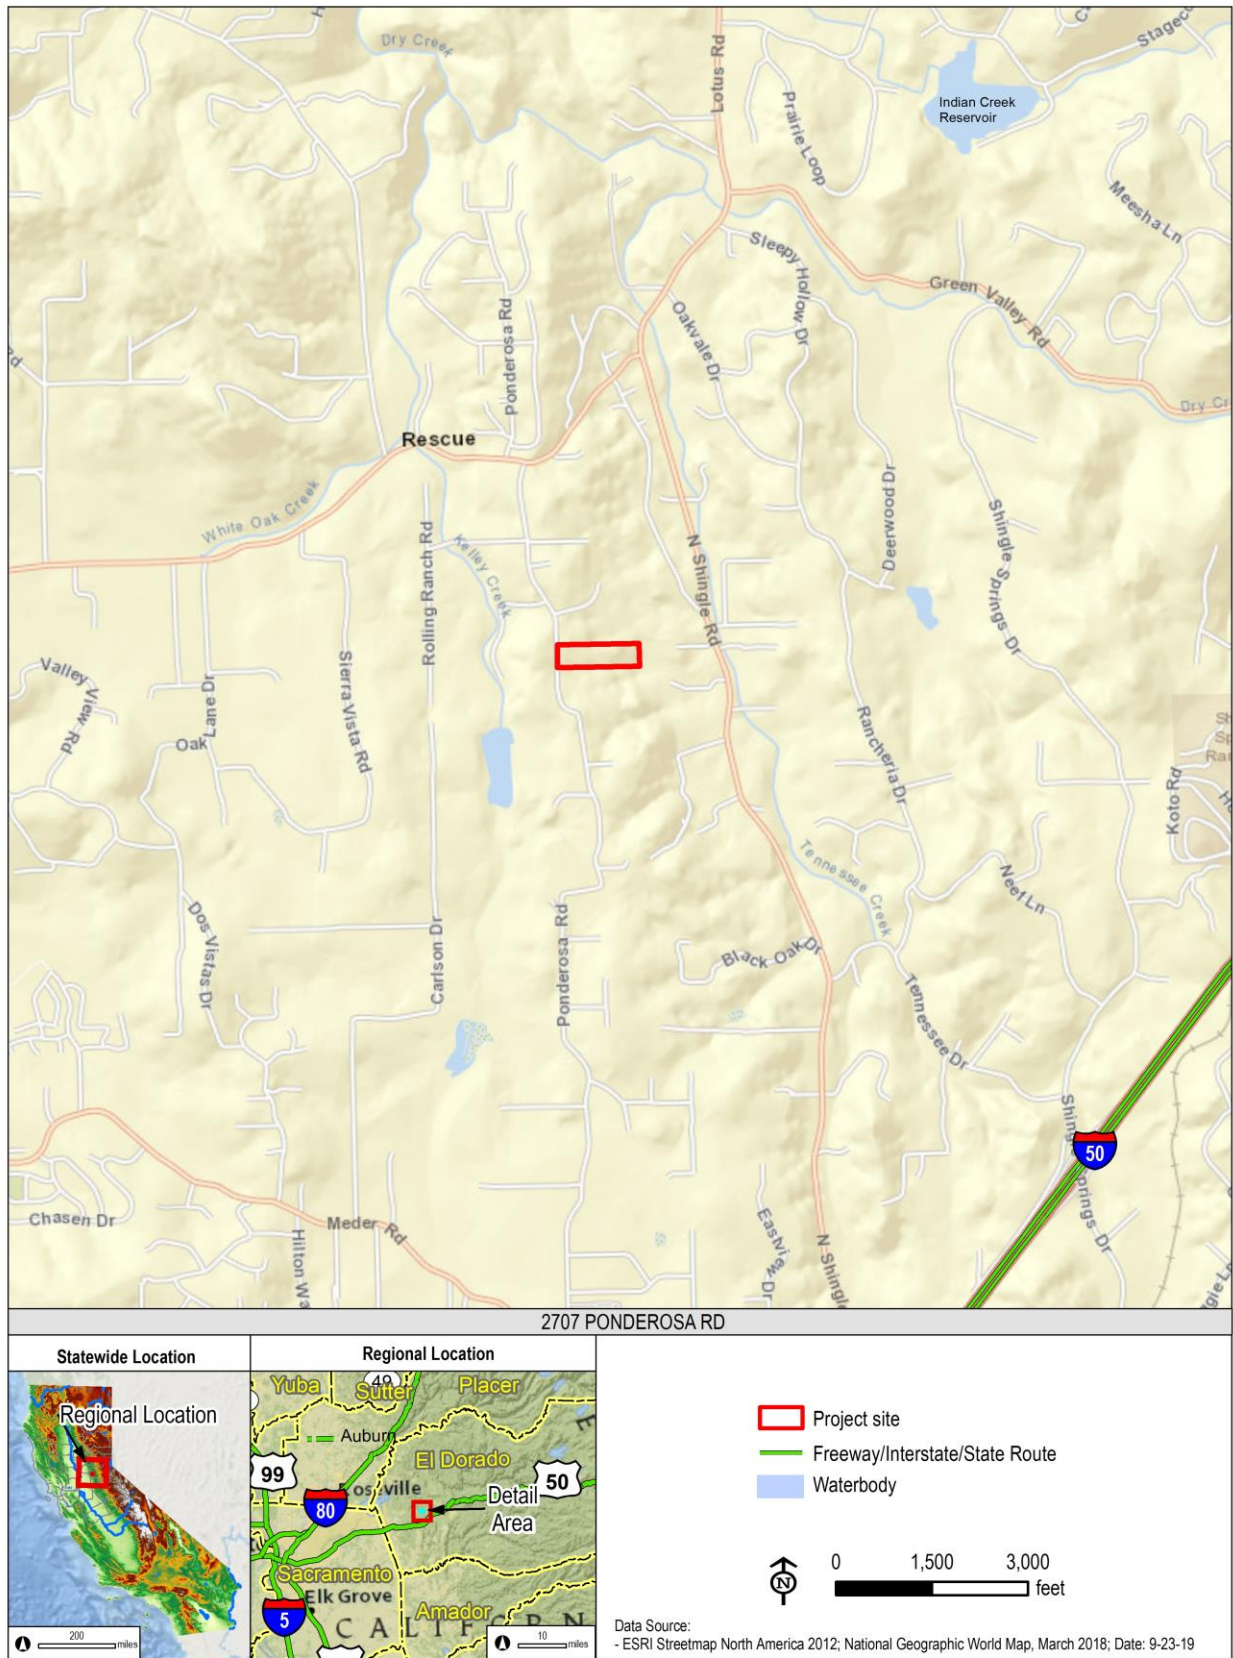 Dry Creek
Lotus Rd
Prairie Loop
Indian Creek
Reservoir
Meesha Ln
Sleepy Hollow Dr
Green Valley Rd
Ponderosa Rd
Oakvale Dr
Rd
Dry Cr
Rescue
White Oak Creek
Kelley Creek
Rolling Ranch Rd
N Shingle Rd
Deerwood Dr
Shingle Springs Dr
Valley View Rd
Oak Lane Dr
Sierra Vista Rd
Rancheria Dr
Koto Rd
Tennessee Creek
Neef Ln
Dos Vistas Dr
Carlson Dr
Ponderosa Rd
Black Oak Dr
Tennessee Dr
Shingle Springs Dr
50
Chasen Dr
Meder Rd
Hilton Wa
Eastview Dr
N Shingle
gie Ln
2707 PONDEROSA RD
Statewide Location
Regional Location
200
miles
Regional Location
Yuba
Sutter
49
Placer
Auburn
El Dorado
99
50
Roseville
80
Detail
Area
Sacramento
Elk Grove
5
Amador
CALIFORN
10
miles
Project site
Freeway/Interstate/State Route
Waterbody
N
0
1,500
3,000
feet
Data Source:
- ESRI Streetmap North America 2012; National Geographic World Map, March 2018; Date: 9-23-19